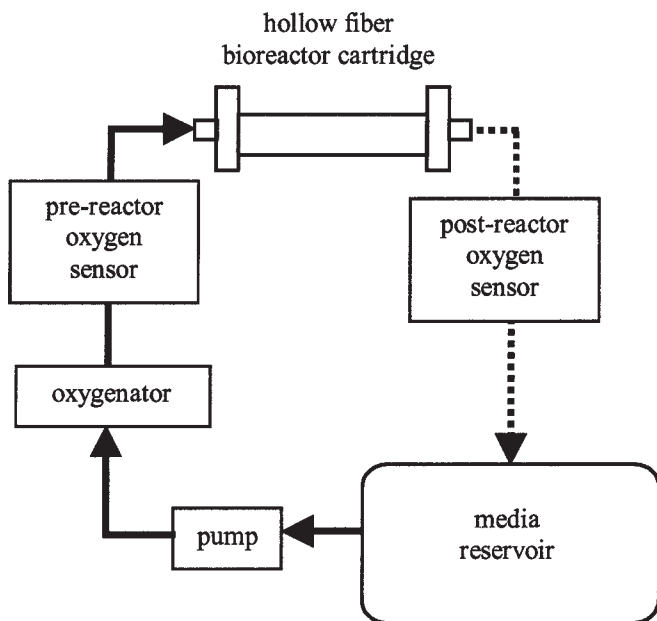 hollow fiber
bioreactor cartridge
pre-reactor
oxygen
sensor
post-reactor
oxygen
sensor
oxygenator
pump
media
reservoir